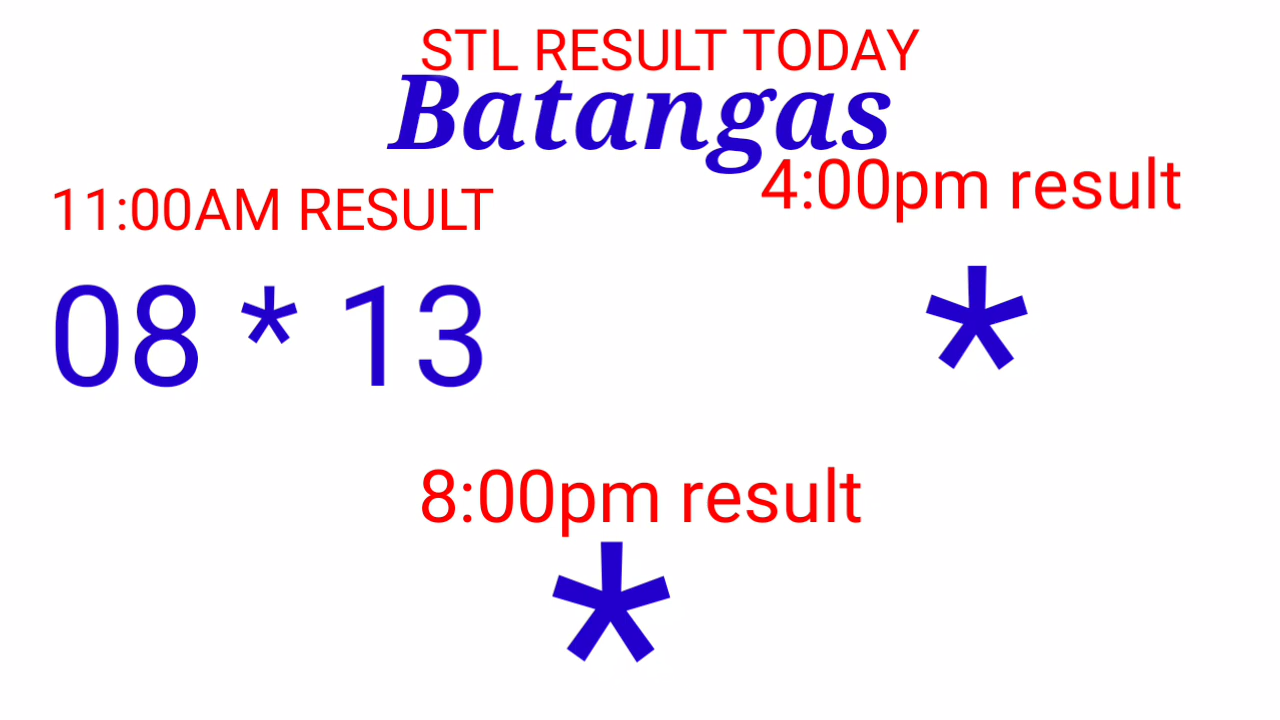 STL RESULT TODAY
Batangas
11:00AM RESULT
08 * 13
4:00pm result
*
8:00pm result
*